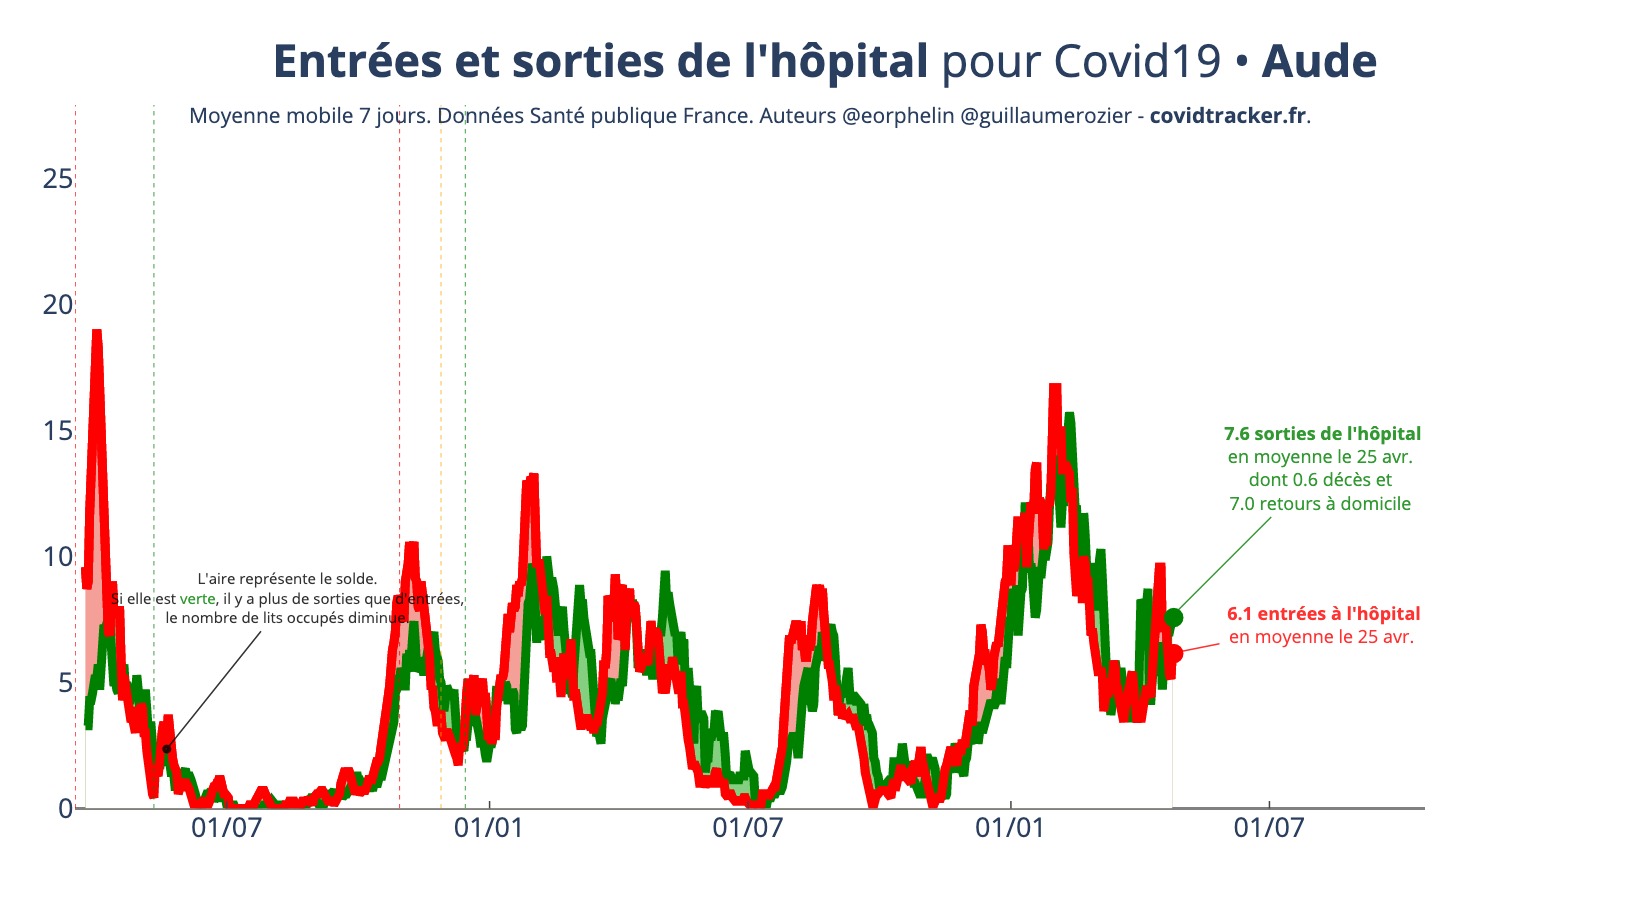 Entrées et sorties de l'hôpital pour Covid19 • Aude
Moyenne mobile 7 jours. Données Santé publique France. Auteurs @eorphelin @guillaumerozier - covidtracker.fr.
25
20
15
10
5
0
L'aire représente le solde.
Si elle est verte, il y a plus de sorties que d'entrées,
le nombre de lits occupés diminue.
7.6 sorties de l'hôpital
en moyenne le 25 avr.
dont 0.6 décès et
7.0 retours à domicile
6.1 entrées à l'hôpital
en moyenne le 25 avr.
01/07 01/01 01/07 01/01 01/07